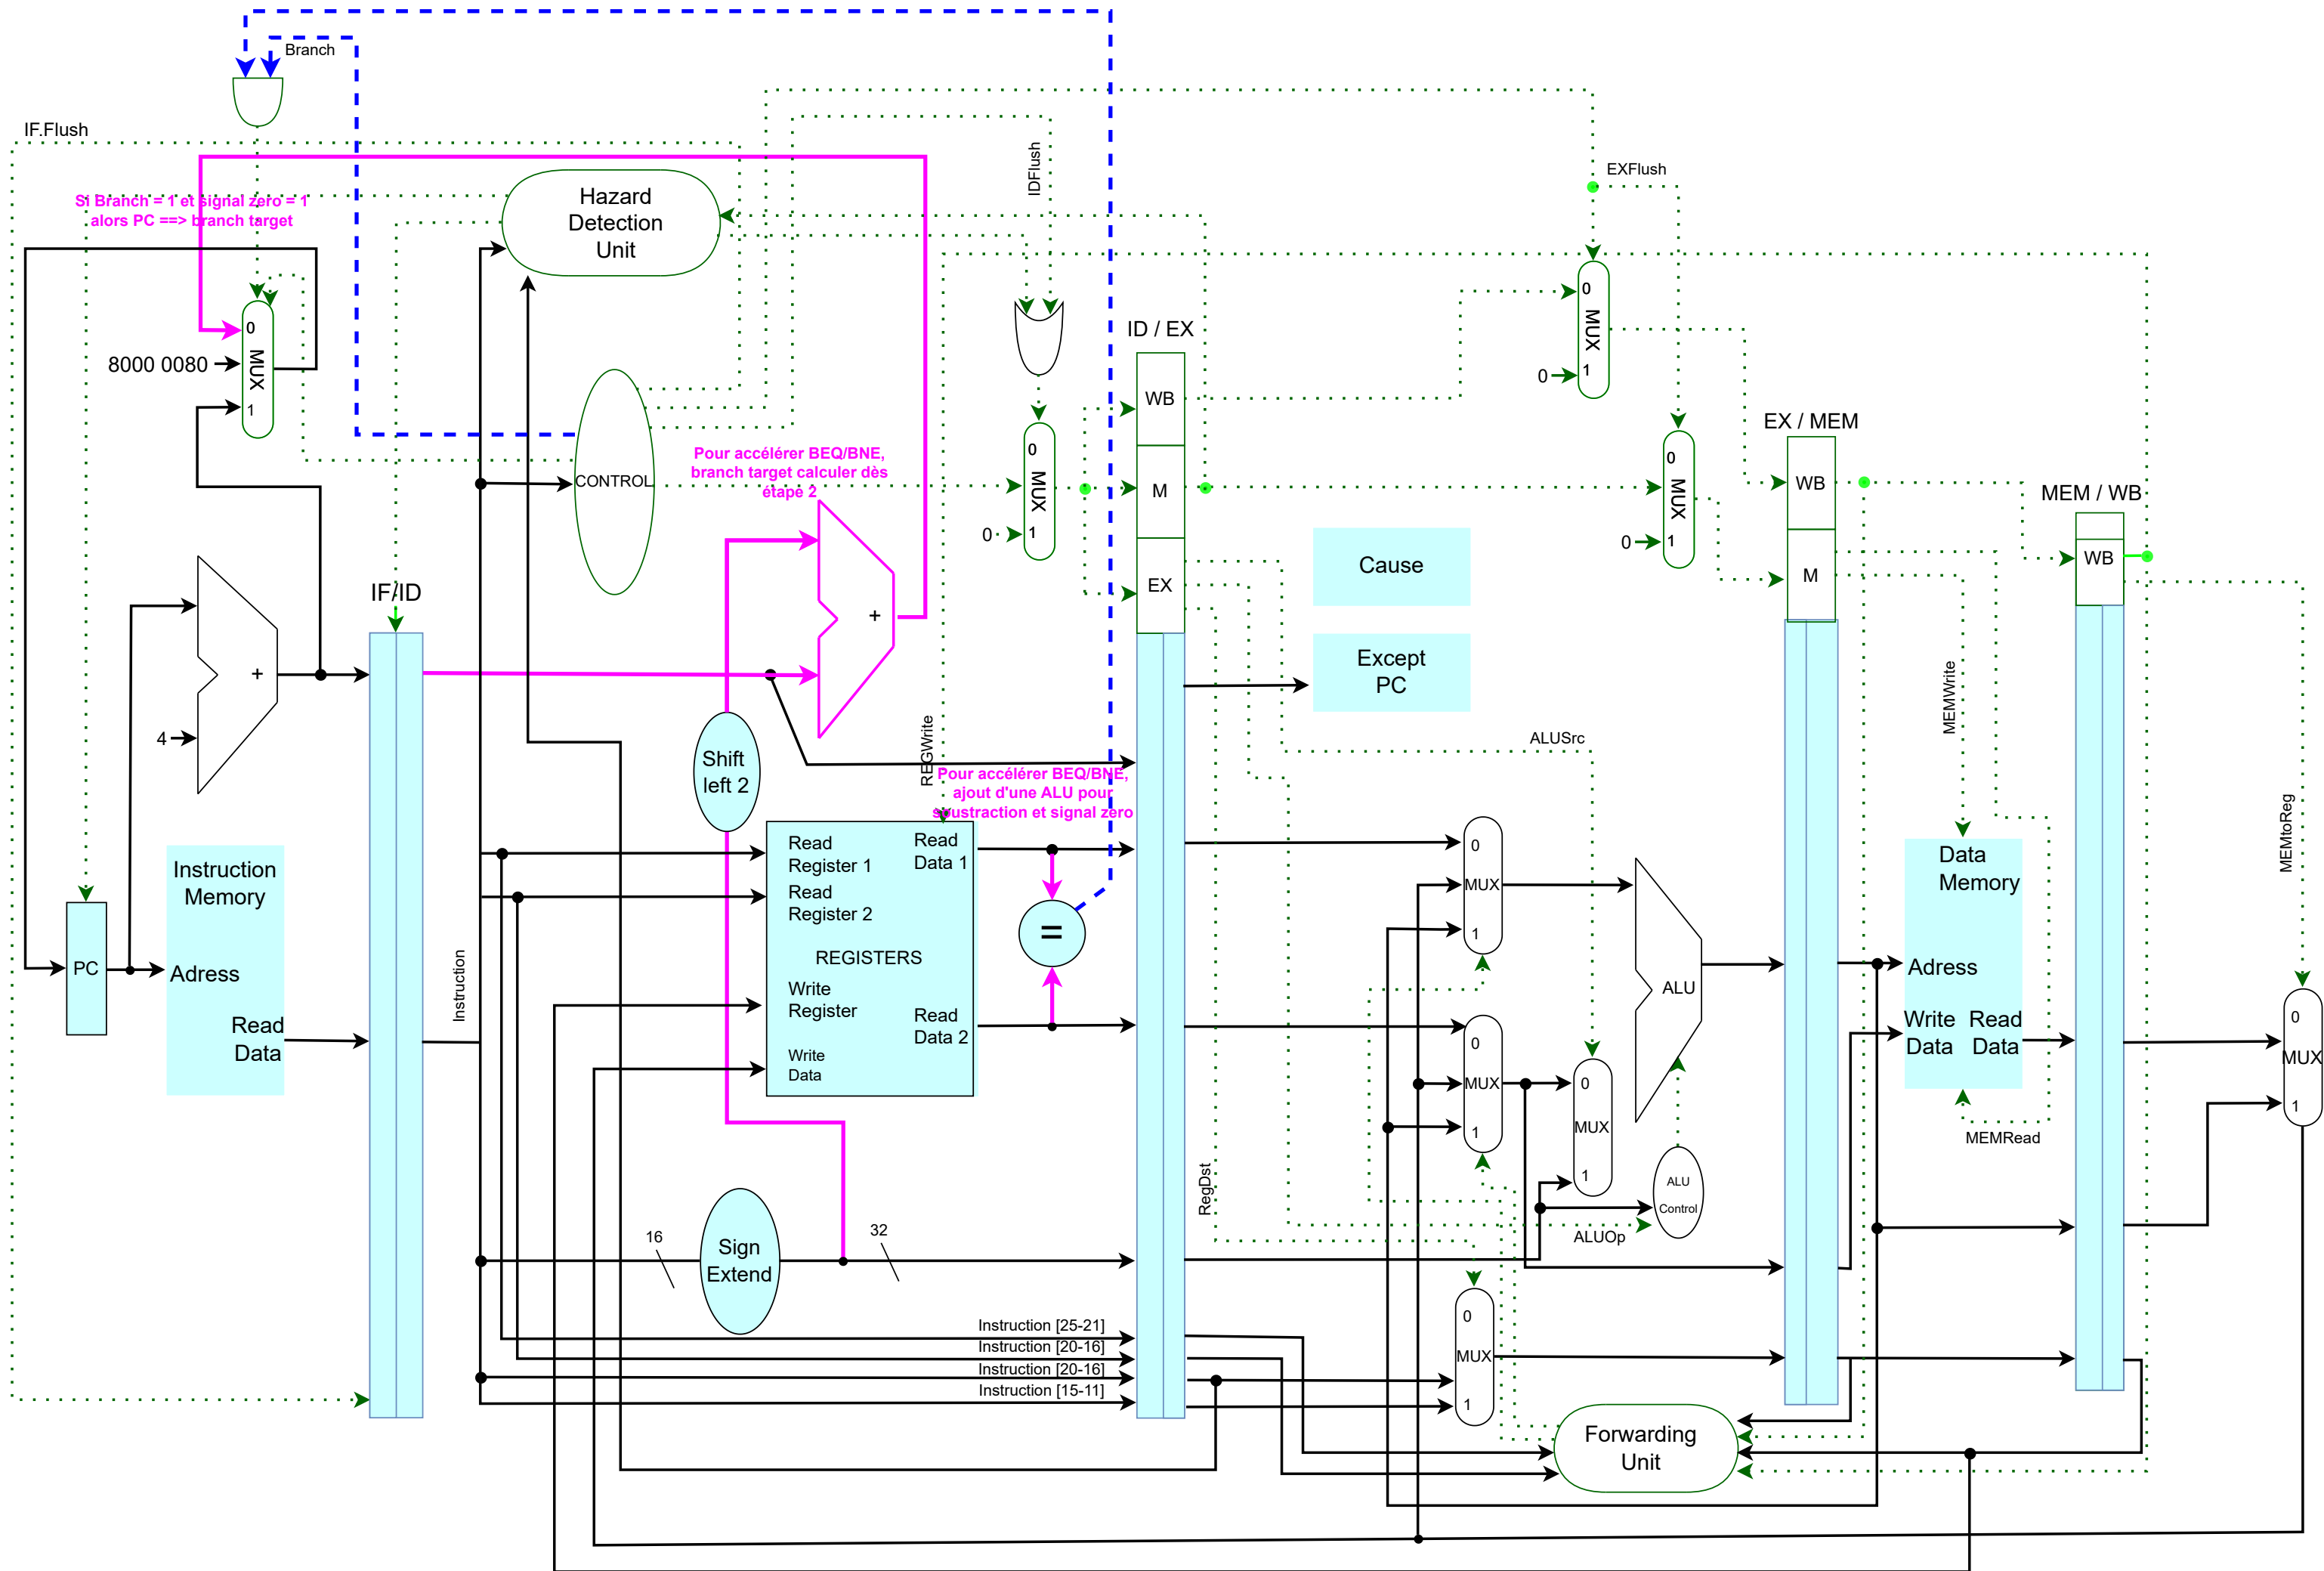 Branch
IF.Flush
IDFlush
EXFlush
Hazard
Detection
Unit
Si Branch = 1 et signal zero = 1
alors PC ==> branch target
0
MUX
1
8000 0080
ID / EX
WB
M
EX
0
MUX
1
0
EX / MEM
WB
M
0
MUX
1
0
MEM / WB
WB
0
MUX
1
0
CONTROL
Pour accélérer BEQ/BNE,
branch target calculer dès
étape 2
Cause
Except
PC
IF/ID
+
4
+
Shift
left 2
REGWrite
Pour accélérer BEQ/BNE,
ajout d'une ALU pour
soustraction et signal zero
ALUSrc
MEMWrite
MEMtoReg
Instruction
Memory
Adress
Read
Data
PC
Instruction
Read
Register 1
Read
Register 2
REGISTERS
Write
Register
Write
Data
Read
Data 1
Read
Data 2
=
0
MUX
1
0
MUX
1
0
MUX
1
ALU
ALU
Control
ALUOp
RegDst
Data
Memory
Adress
Write
Data
Read
Data
MEMRead
0
MUX
1
16
Sign
Extend
32
Instruction [25-21]
Instruction [20-16]
Instruction [20-16]
Instruction [15-11]
0
MUX
1
Forwarding
Unit